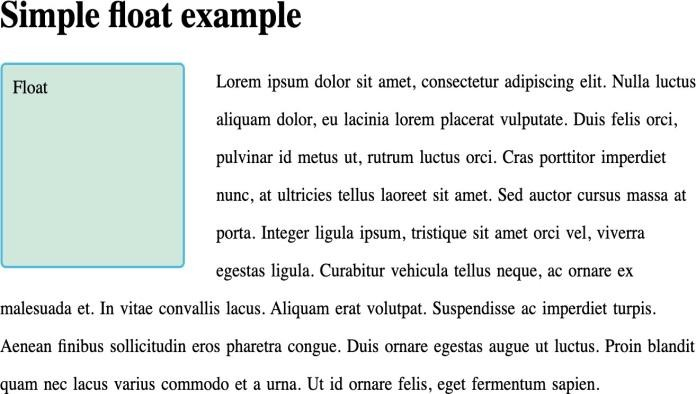 Simple float example
Float
Lorem ipsum dolor sit amet, consectetur adipiscing elit. Nulla luctus
aliquam dolor, eu lacinia lorem placerat vulputate. Duis felis orci,
pulvinar id metus ut, rutrum luctus orci. Cras porttitor imperdiet
nunc, at ultricies tellus laoreet sit amet. Sed auctor cursus massa at
porta. Integer ligula ipsum, tristique sit amet orci vel, viverra
egestas ligula. Curabitur vehicula tellus neque, ac ornare ex
malesuada et. In vitae convallis lacus. Aliquam erat volutpat. Suspendisse ac imperdiet turpis.
Aenean finibus sollicitudin eros pharetra congue. Duis ornare egestas augue ut luctus. Proin blandit
quam nec lacus varius commodo et a urna. Ut id ornare felis, eget fermentum sapien.